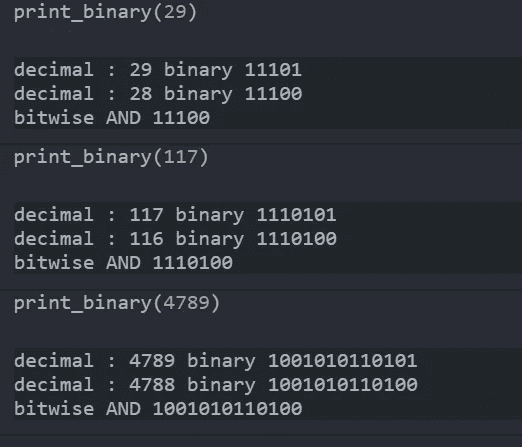 print_binary(29)
decimal : 29 binary 11101
decimal : 28 binary 11100
bitwise AND 11100
print_binary(117)
decimal : 117 binary 1110101
decimal : 116 binary 1110100
bitwise AND 1110100
print_binary(4789)
decimal : 4789 binary 1001010110101
decimal : 4788 binary 1001010110100
bitwise AND 1001010110100